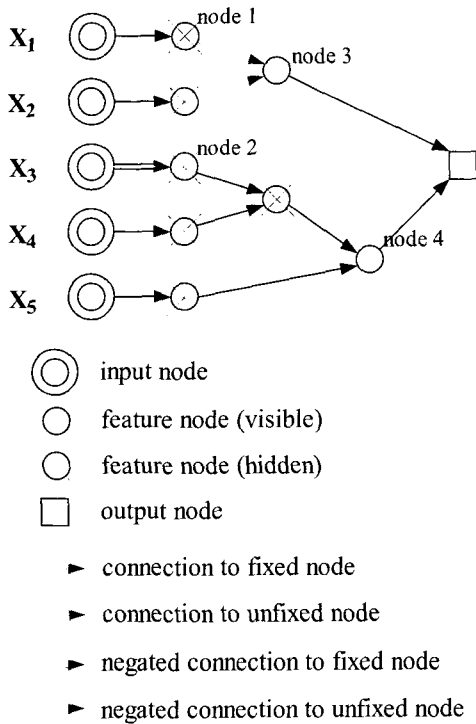 X1 node 1
node 3
X2
X3 node 2
X4
node 4
X5
input node
feature node (visible)
feature node (hidden)
output node
connection to fixed node
connection to unfixed node
negated connection to fixed node
negated connection to unfixed node